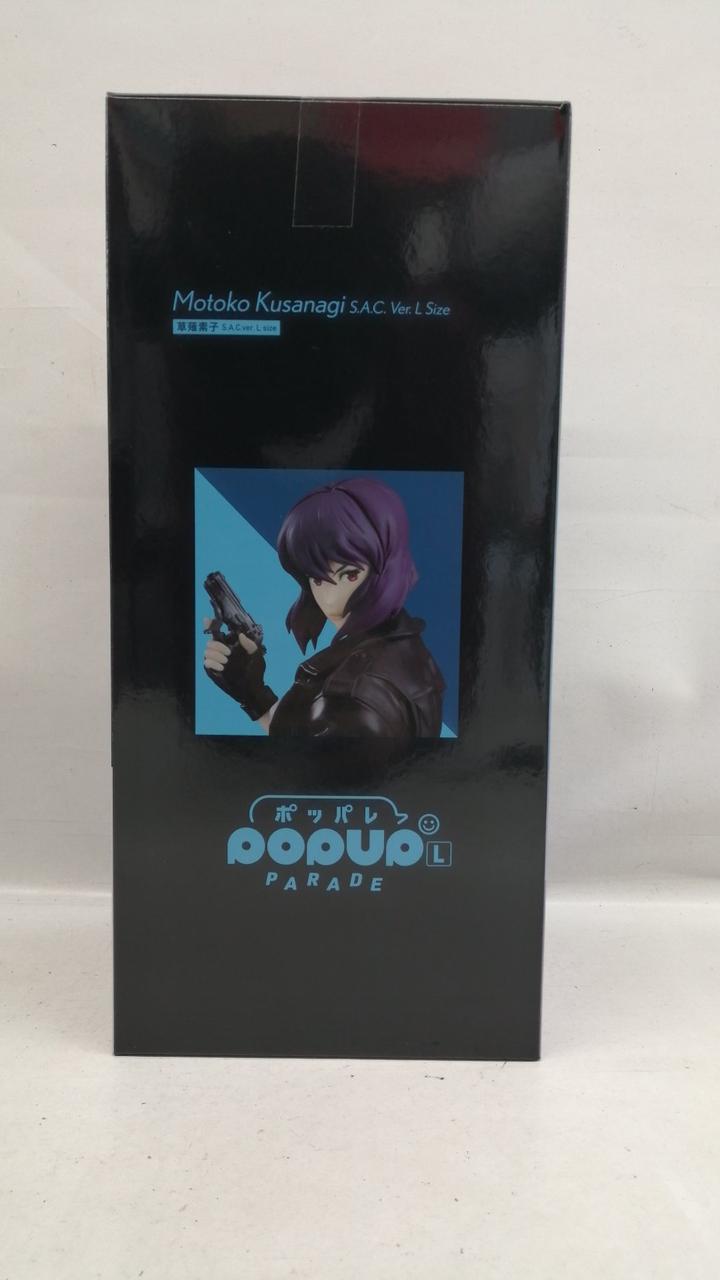 Motoko Kusanagi S.A.C. Ver. L Size
草薙素子 S.A.C.ver. L size
ポッパレ
POPUP L
PARADE